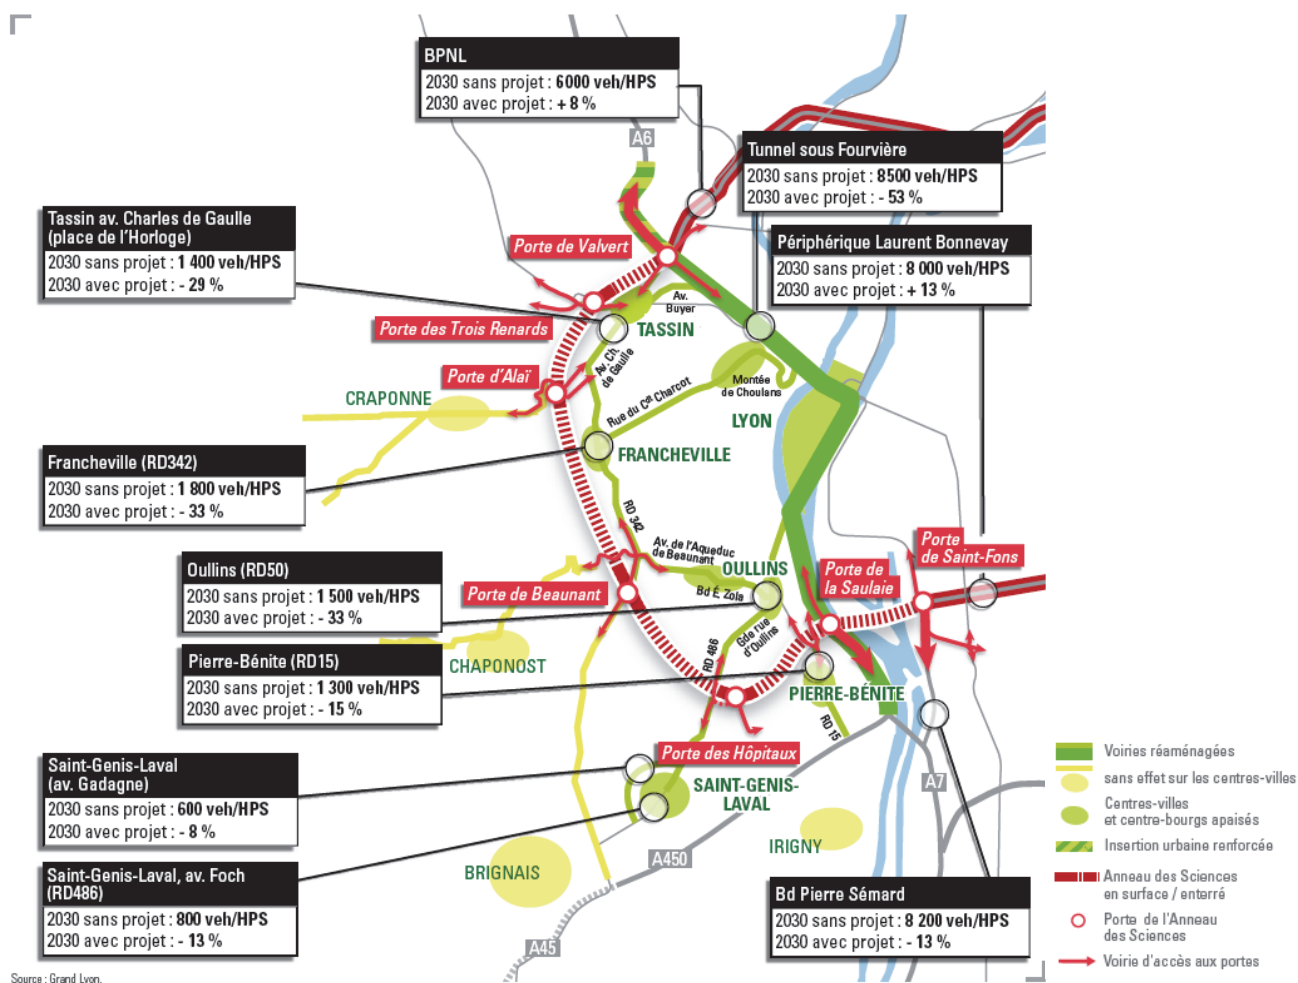 BPNL
2030 sans projet : 6000 veh/HPS
2030 avec projet : + 8 %
A6
Tunnel sous Fourvière
2030 sans projet : 8500 veh/HPS
2030 avec projet : - 53 %
Tassin av. Charles de Gaulle
(place de l'Horloge)
2030 sans projet : 1 400 veh/HPS
2030 avec projet : - 29 %
Périphérique Laurent Bonnevay
2030 sans projet : 8 000 veh/HPS
2030 avec projet : + 13 %
Porte de Valvert
Av.
Buyer
Porte des Trois Renards
TASSIN
Av. Ch.
de Gaulle
Porte d'Alaï
Montée
de Choulans
CRAPONNE
Rue du Cdt Charcot
LYON
FRANCHEVILLE
Francheville (RD342)
2030 sans projet : 1 800 veh/HPS
2030 avec projet : - 33 %
RD 342
Av. de l'Aqueduc
de Beaunant
Porte
de Saint-Fons
Oullins (RD50)
2030 sans projet : 1 500 veh/HPS
2030 avec projet : - 33 %
OULLINS
Porte de
la Saulaie
Porte de Beaunant
Bd É. Zola
Gde rue
d'Oullins
Pierre-Bénite (RD15)
2030 sans projet : 1 300 veh/HPS
2030 avec projet : - 15 %
CHAPONOST
RD 486
PIERRE-BÉNITE
RD 15
Porte des Hôpitaux
Saint-Genis-Laval
(av. Gadagne)
2030 sans projet : 600 veh/HPS
2030 avec projet : - 8 %
SAINT-GENIS-
LAVAL
A7
IRIGNY
A450
BRIGNAIS
Saint-Genis-Laval, av. Foch
(RD486)
2030 sans projet : 800 veh/HPS
2030 avec projet : - 13 %
Bd Pierre Sémard
2030 sans projet : 8 200 veh/HPS
2030 avec projet : - 13 %
A45
Voiries réaménagées
sans effet sur les centres-villes
Centres-villes
et centre-bourgs apaisés
Insertion urbaine renforcée
Anneau des Sciences
en surface / enterré
Porte de l'Anneau
des Sciences
Voirie d'accès aux portes
Source : Grand Lyon.